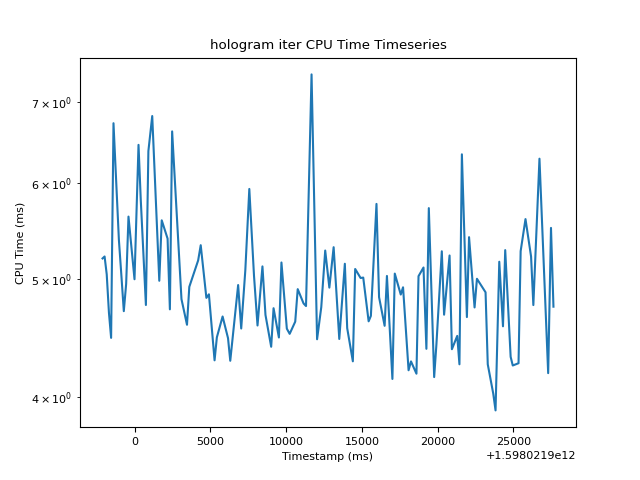 hologram iter CPU Time Timeseries
CPU Time (ms)
7 × 10⁰
6 × 10⁰
5 × 10⁰
4 × 10⁰
0 5000 10000 15000 20000 25000
Timestamp (ms)
+1.5980219e12